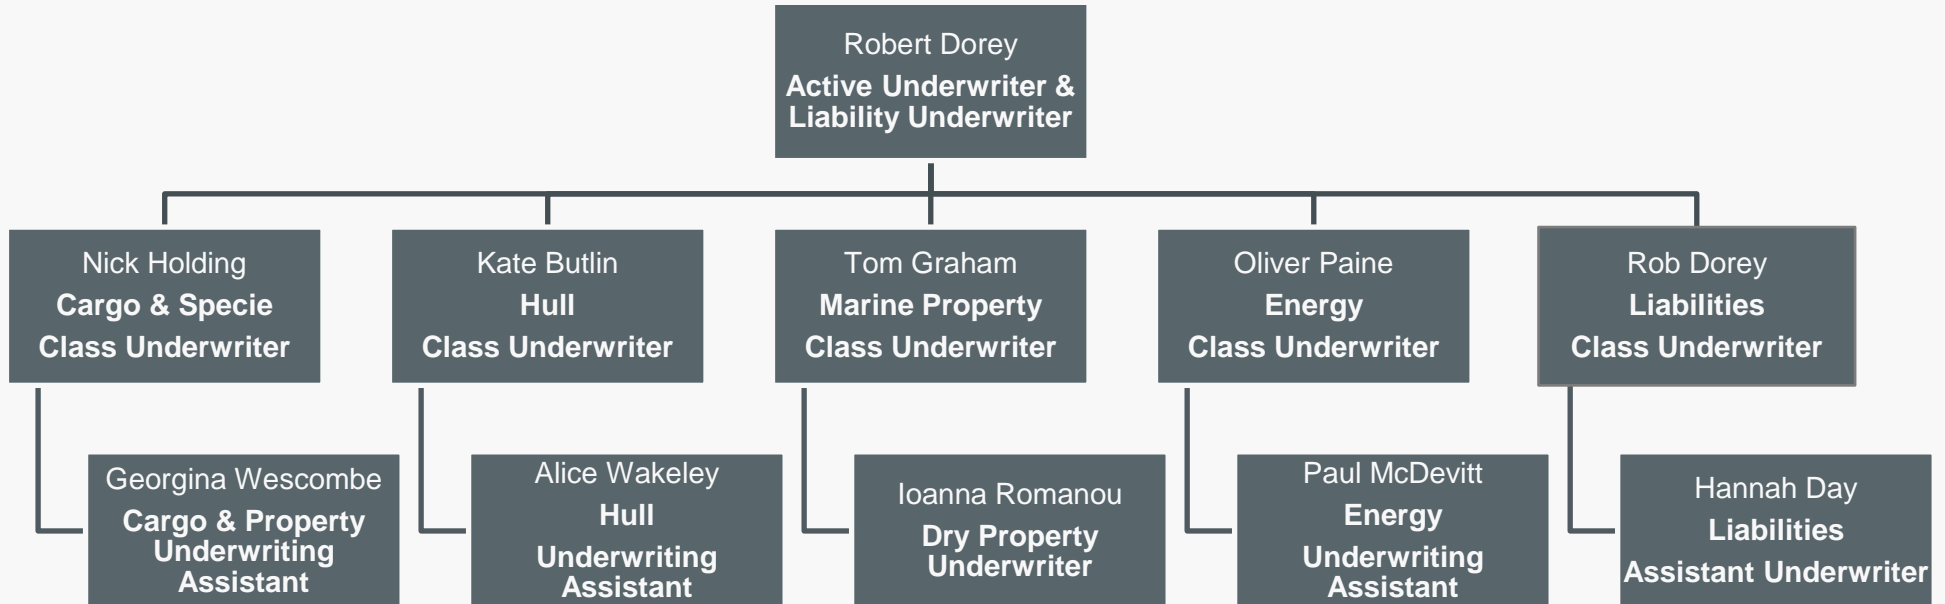 Robert Dorey
Active Underwriter &
Liability Underwriter
Nick Holding
Cargo & Specie
Class Underwriter
Kate Butlin
Hull
Class Underwriter
Tom Graham
Marine Property
Class Underwriter
Oliver Paine
Energy
Class Underwriter
Rob Dorey
Liabilities
Class Underwriter
Georgina Wescombe
Cargo & Property
Underwriting
Assistant
Alice Wakeley
Hull
Underwriting
Assistant
Ioanna Romanou
Dry Property
Underwriter
Paul McDevitt
Energy
Underwriting
Assistant
Hannah Day
Liabilities
Assistant Underwriter